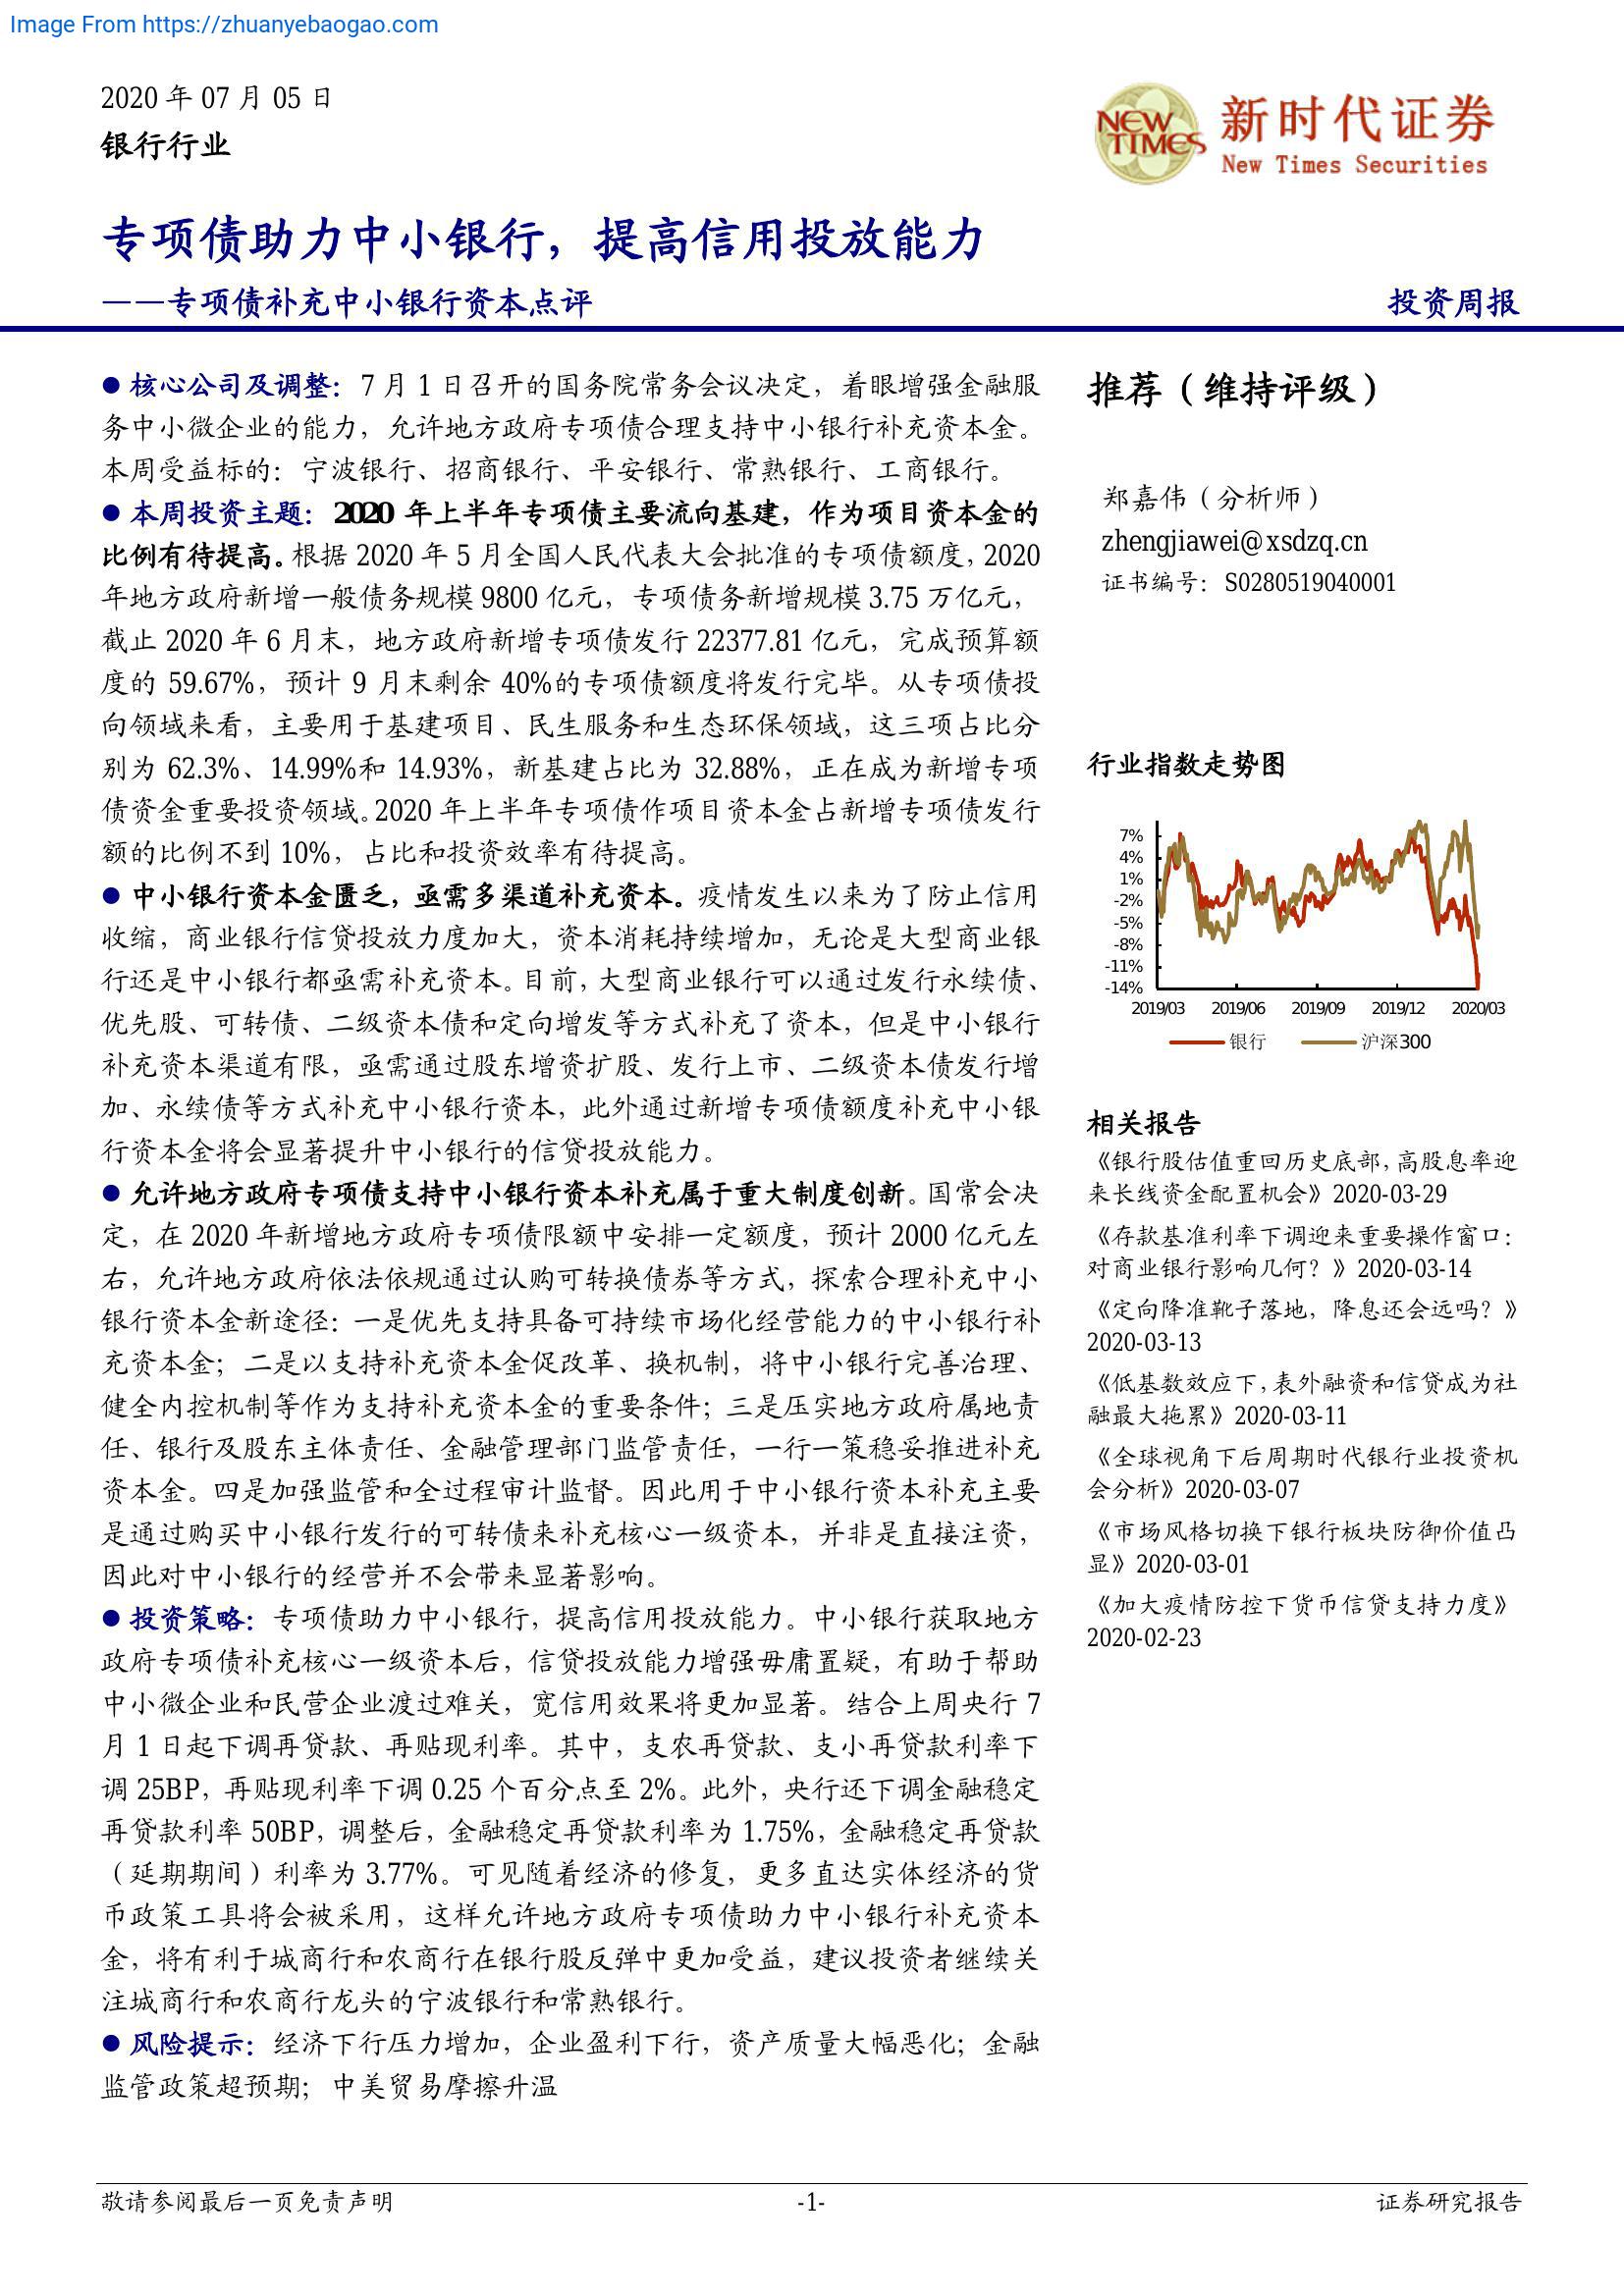 Image From https://zhuanyebaogao.com
2020 年 07 月 05 日
银行行业
NEW TIMES
新时代证券
New Times Securities
专项债助力中小银行，提高信用投放能力
——专项债补充中小银行资本点评
投资周报
● 核心公司及调整：7 月 1 日召开的国务院常务会议决定，着眼增强金融服
务中小微企业的能力，允许地方政府专项债合理支持中小银行补充资本金。
本周受益标的：宁波银行、招商银行、平安银行、常熟银行、工商银行。
● 本周投资主题：2020 年上半年专项债主要流向基建，作为项目资本金的
比例有待提高。根据 2020 年 5 月全国人民代表大会批准的专项债额度，2020
年地方政府新增一般债务规模 9800 亿元，专项债务新增规模 3.75 万亿元，
截止 2020 年 6 月末，地方政府新增专项债发行 22377.81 亿元，完成预算额
度的 59.67%，预计 9 月末剩余 40%的专项债额度将发行完毕。从专项债投
向领域来看，主要用于基建项目、民生服务和生态环保领域，这三项占比分
别为 62.3%、14.99%和 14.93%，新基建占比为 32.88%，正在成为新增专项
债资金重要投资领域。2020 年上半年专项债作项目资本金占新增专项债发行
额的比例不到 10%，占比和投资效率有待提高。
● 中小银行资本金匮乏，亟需多渠道补充资本。疫情发生以来为了防止信用
收缩，商业银行信贷投放力度加大，资本消耗持续增加，无论是大型商业银
行还是中小银行都亟需补充资本。目前，大型商业银行可以通过发行永续债、
优先股、可转债、二级资本债和定向增发等方式补充了资本，但是中小银行
补充资本渠道有限，亟需通过股东增资扩股、发行上市、二级资本债发行增
加、永续债等方式补充中小银行资本，此外通过新增专项债额度补充中小银
行资本金将会显著提升中小银行的信贷投放能力。
● 允许地方政府专项债支持中小银行资本补充属于重大制度创新。国常会决
定，在 2020 年新增地方政府专项债限额中安排一定额度，预计 2000 亿元左
右，允许地方政府依法依规通过认购可转换债券等方式，探索合理补充中小
银行资本金新途径：一是优先支持具备可持续市场化经营能力的中小银行补
充资本金；二是以支持补充资本金促改革、换机制，将中小银行完善治理、
健全内控机制等作为支持补充资本金的重要条件；三是压实地方政府属地责
任、银行及股东主体责任、金融管理部门监管责任，一行一策稳妥推进补充
资本金。四是加强监管和全过程审计监督。因此用于中小银行资本补充主要
是通过购买中小银行发行的可转债来补充核心一级资本，并非是直接注资，
因此对中小银行的经营并不会带来显著影响。
● 投资策略：专项债助力中小银行，提高信用投放能力。中小银行获取地方
政府专项债补充核心一级资本后，信贷投放能力增强毋庸置疑，有助于帮助
中小微企业和民营企业渡过难关，宽信用效果将更加显著。结合上周央行 7
月 1 日起下调再贷款、再贴现利率。其中，支农再贷款、支小再贷款利率下
调 25BP，再贴现利率下调 0.25 个百分点至 2%。此外，央行还下调金融稳定
再贷款利率 50BP，调整后，金融稳定再贷款利率为 1.75%，金融稳定再贷款
（延期期间）利率为 3.77%。可见随着经济的修复，更多直达实体经济的货
币政策工具将会被采用，这样允许地方政府专项债助力中小银行补充资本
金，将有利于城商行和农商行在银行股反弹中更加受益，建议投资者继续关
注城商行和农商行龙头的宁波银行和常熟银行。
● 风险提示：经济下行压力增加，企业盈利下行，资产质量大幅恶化；金融
监管政策超预期；中美贸易摩擦升温
推荐（维持评级）
郑嘉伟（分析师）
zhengjiawei@xsdzq.cn
证书编号：S0280519040001
行业指数走势图
7%
4%
1%
-2%
-5%
-8%
-11%
-14%
2019/03 2019/06 2019/09 2019/12 2020/03
银行 沪深300
相关报告
《银行股估值重回历史底部，高股息率迎
来长线资金配置机会》2020-03-29
《存款基准利率下调迎来重要操作窗口：
对商业银行影响几何？》2020-03-14
《定向降准靴子落地，降息还会远吗？》
2020-03-13
《低基数效应下，表外融资和信贷成为社
融最大拖累》2020-03-11
《全球视角下后周期时代银行业投资机
会分析》2020-03-07
《市场风格切换下银行板块防御价值凸
显》2020-03-01
《加大疫情防控下货币信贷支持力度》
2020-02-23
敬请参阅最后一页免责声明
-1-
证券研究报告